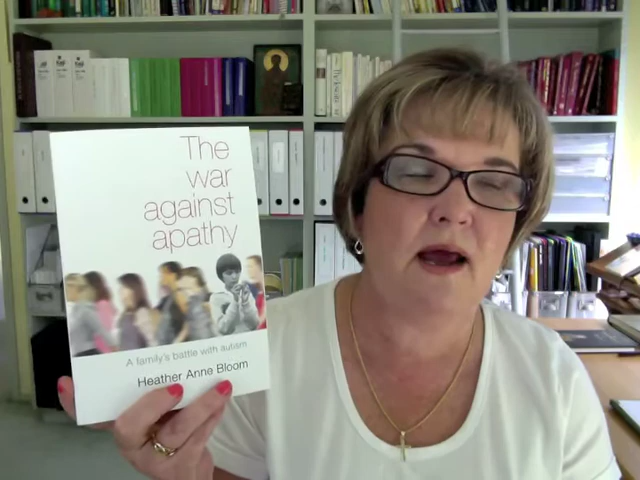 The
war
against
apathy
A family's battle with autism
Heather Anne Bloom